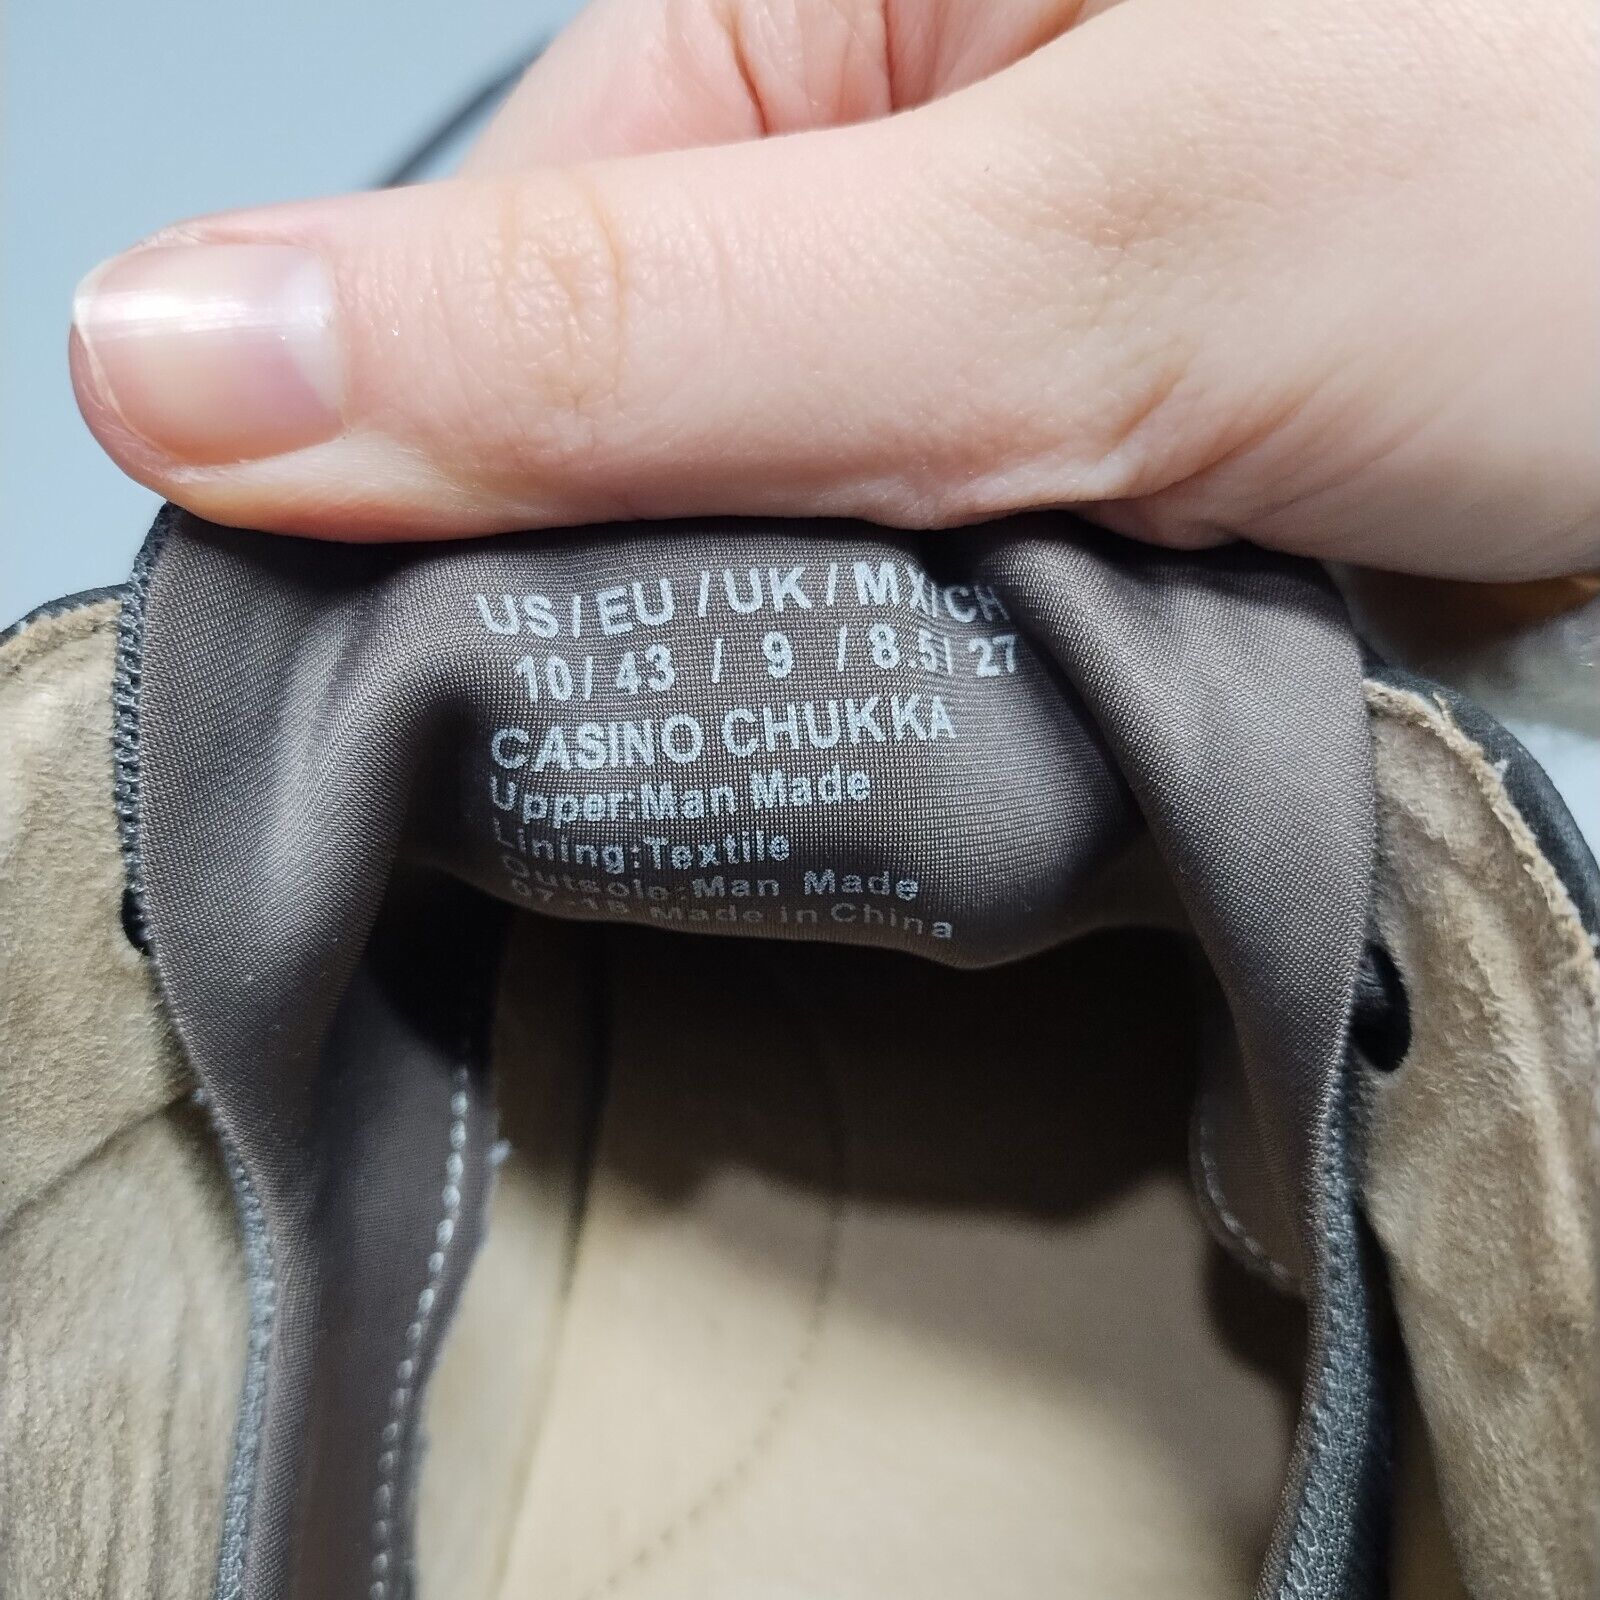 US/EU/UK/MX/CH
10/ 43 / 9 / 8.5/ 27
CASINO CHUKKA
Upper:Man Made
Lining:Textile
Outsole:Man Made
Made in China